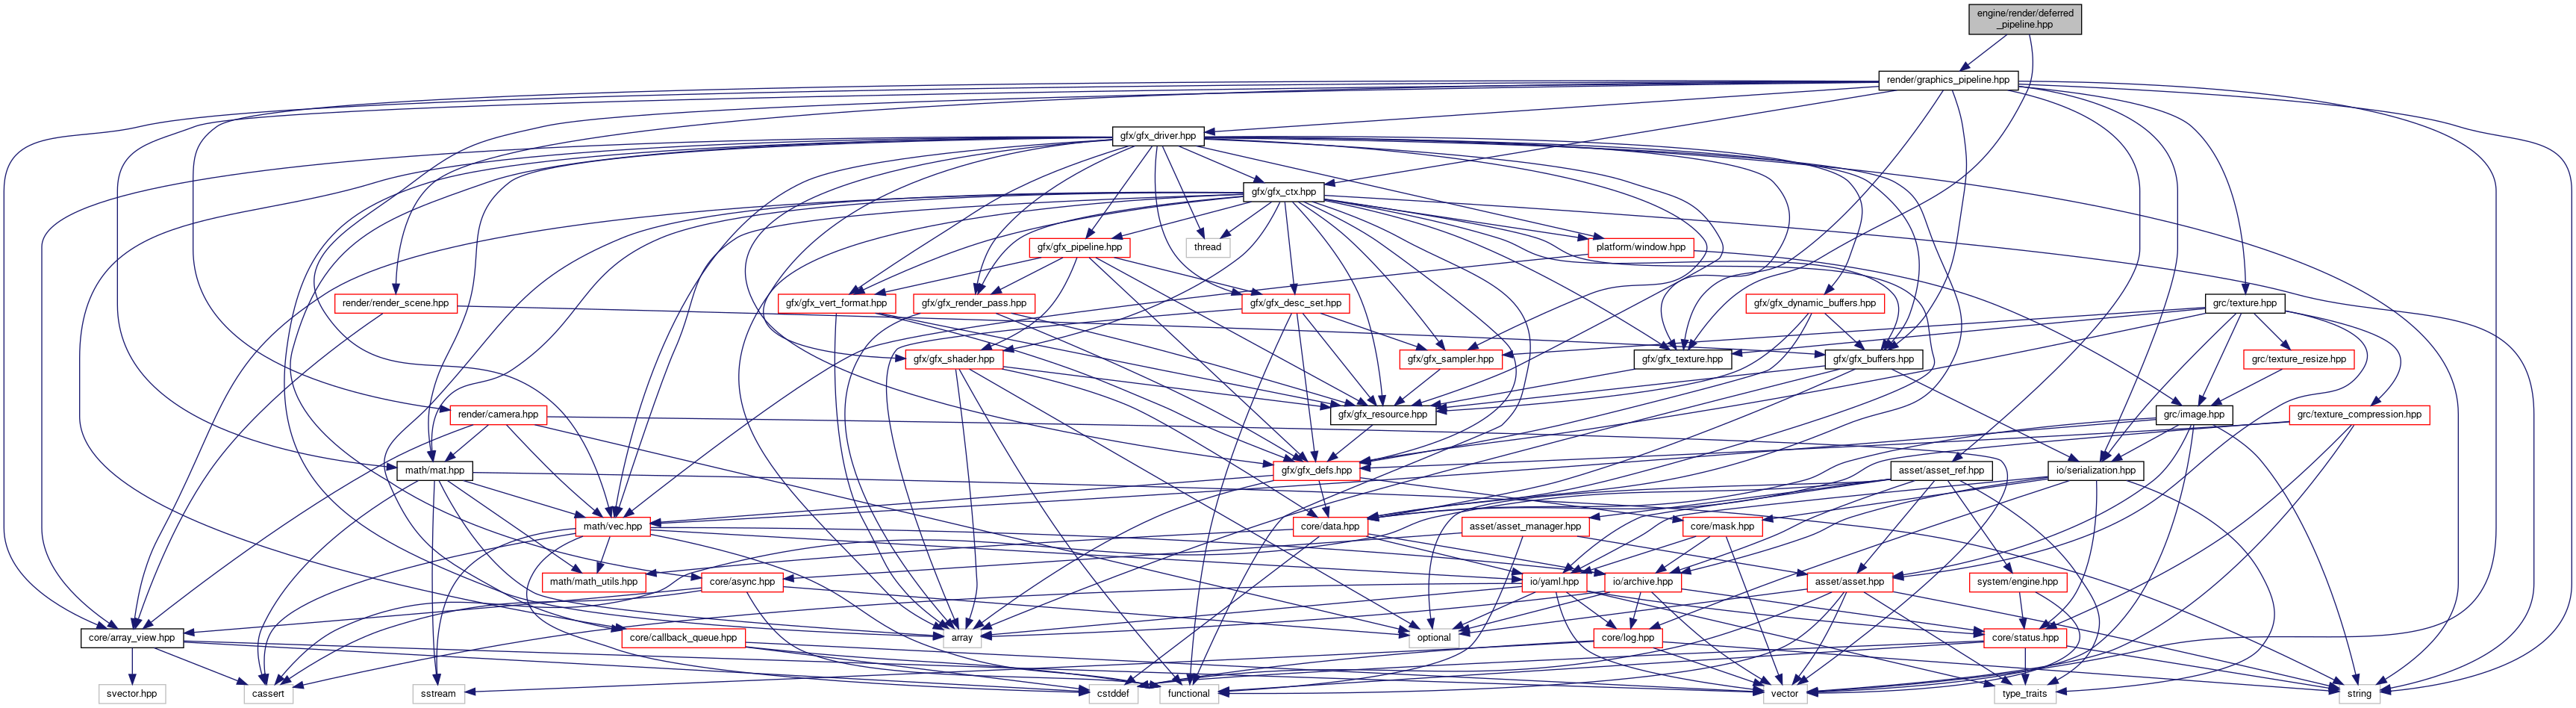 engine/render/deferred
_pipeline.hpp
render/graphics_pipeline.hpp
gfx/gfx_driver.hpp
gfx/gfx_ctx.hpp
gfx/gfx_pipeline.hpp
thread
platform/window.hpp
render/render_scene.hpp
gfx/gfx_vert_format.hpp
gfx/gfx_render_pass.hpp
gfx/gfx_desc_set.hpp
gfx/gfx_dynamic_buffers.hpp
grc/texture.hpp
gfx/gfx_shader.hpp
gfx/gfx_sampler.hpp
gfx/gfx_texture.hpp
gfx/gfx_buffers.hpp
grc/texture_resize.hpp
render/camera.hpp
gfx/gfx_resource.hpp
grc/image.hpp
grc/texture_compression.hpp
math/mat.hpp
gfx/gfx_defs.hpp
asset/asset_ref.hpp
io/serialization.hpp
math/vec.hpp
core/data.hpp
asset/asset_manager.hpp
core/mask.hpp
math/math_utils.hpp
core/async.hpp
io/yaml.hpp
io/archive.hpp
asset/asset.hpp
system/engine.hpp
core/array_view.hpp
core/callback_queue.hpp
array
optional
core/log.hpp
core/status.hpp
svector.hpp
cassert
sstream
cstddef
functional
vector
type_traits
string